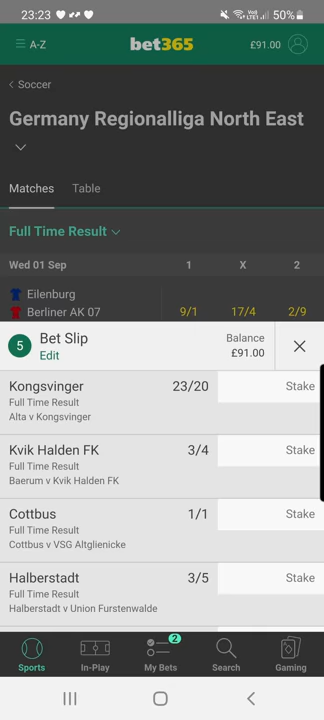 23:23
50%
A-Z
bet365
£91.00
Soccer
Germany Regionalliga North East
Matches Table
Full Time Result
Wed 01 Sep 1 X 2
Eilenburg
Berliner AK 07
9/1 17/4 2/9
5
Bet Slip
Edit
Balance
£91.00
Kongsvinger 23/20 Stake
Full Time Result
Alta v Kongsvinger
Kvik Halden FK 3/4 Stake
Full Time Result
Baerum v Kvik Halden FK
Cottbus 1/1 Stake
Full Time Result
Cottbus v VSG Altglienicke
Halberstadt 3/5 Stake
Full Time Result
Halberstadt v Union Furstenwalde
2
Sports In-Play My Bets Search Gaming